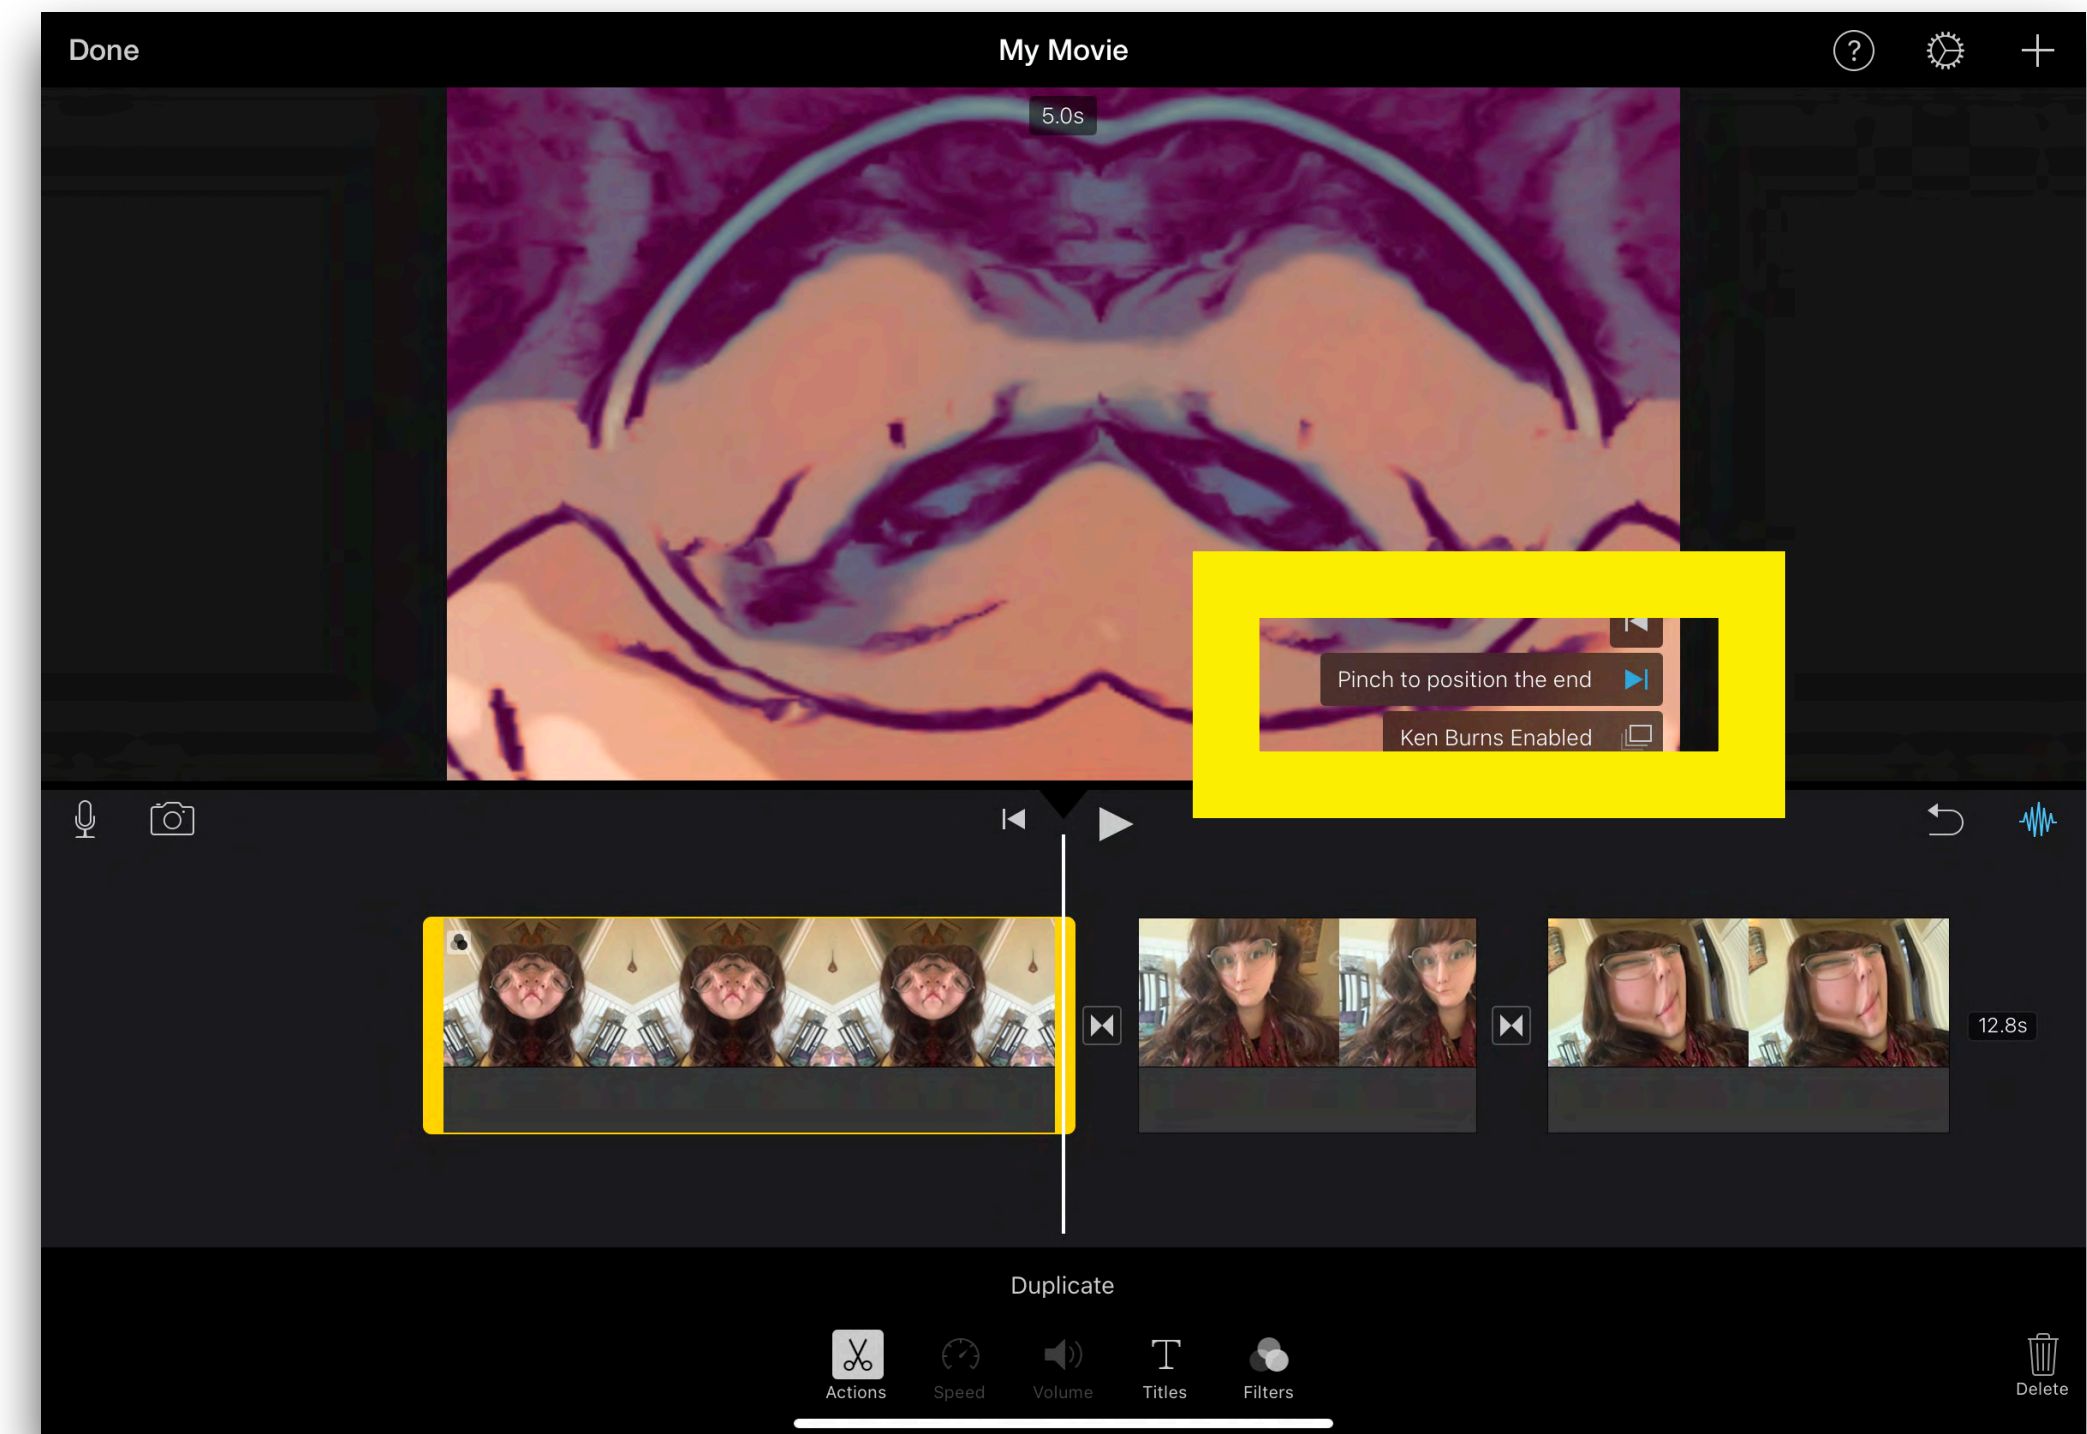 Done
My Movie
?
5.0s
Pinch to position the end
Ken Burns Enabled
12.8s
Duplicate
Actions
Speed
Volume
T
Titles
Filters
Delete